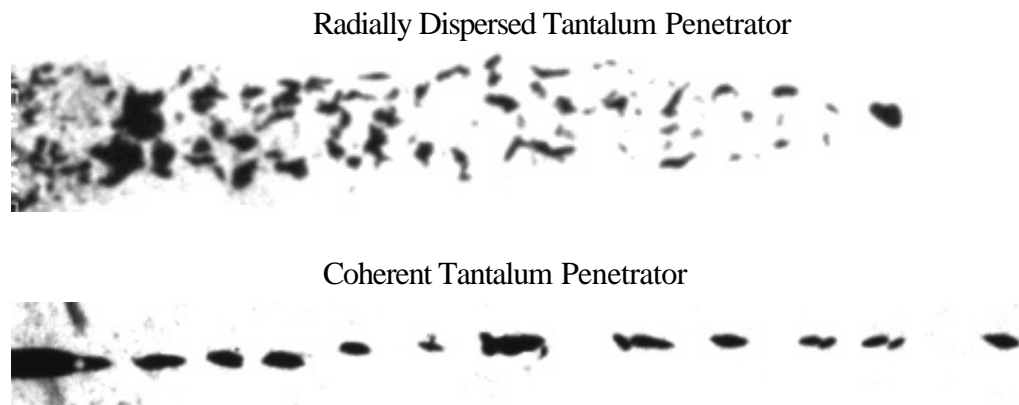 Radially Dispersed Tantalum Penetrator
Coherent Tantalum Penetrator